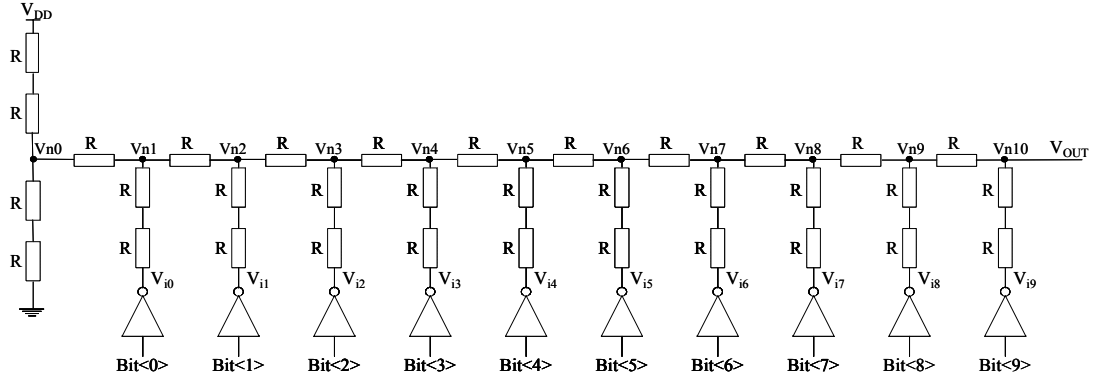 VDD
R
R
Vn0 R Vn1 R Vn2 R Vn3 R Vn4 R Vn5 R Vn6 R Vn7 R Vn8 R Vn9 R Vn10 VOUT
R R R R R R R R R R R
R R R R R R R R R R R
Vi0 Vi1 Vi2 Vi3 Vi4 Vi5 Vi6 Vi7 Vi8 Vi9
Bit<0> Bit<1> Bit<2> Bit<3> Bit<4> Bit<5> Bit<6> Bit<7> Bit<8> Bit<9>